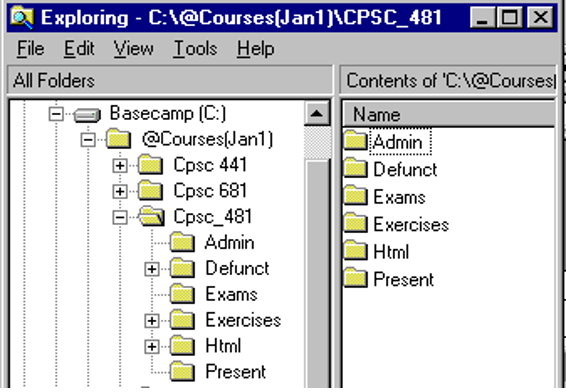 Exploring - C:\@Courses(Jan1)\CPSC_481
File Edit View Tools Help
All Folders
Contents of 'C:\@Courses(
Basecamp (C:)
@Courses(Jan1)
Cpsc 441
Cpsc 681
Cpsc_481
Admin
Defunct
Exams
Exercises
Html
Present
Name
Admin
Defunct
Exams
Exercises
Html
Present